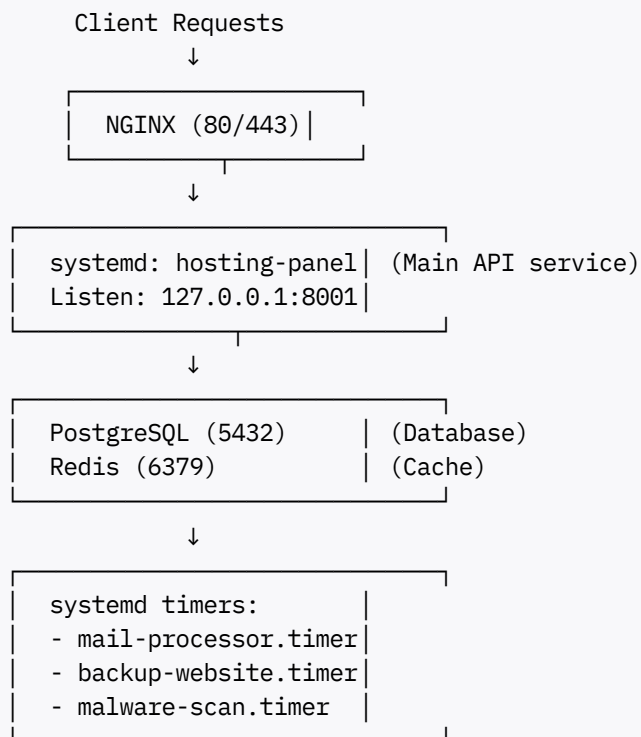 Client Requests
↓
NGINX (80/443)
↓
systemd: hosting-panel (Main API service)
Listen: 127.0.0.1:8001
↓
PostgreSQL (5432) (Database)
Redis (6379) (Cache)
↓
systemd timers:
- mail-processor.timer
- backup-website.timer
- malware-scan.timer